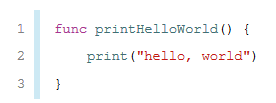 1 func printHelloWorld() {
2     print("hello, world")
3 }